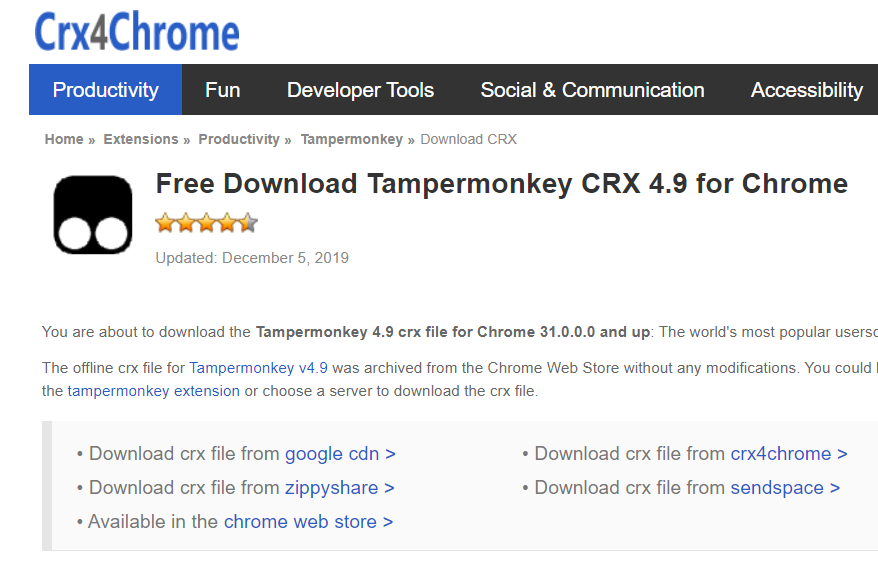 Crx4Chrome
Productivity Fun Developer Tools Social & Communication Accessibility
Home » Extensions » Productivity » Tampermonkey » Download CRX
Free Download Tampermonkey CRX 4.9 for Chrome
Updated: December 5, 2019
You are about to download the Tampermonkey 4.9 crx file for Chrome 31.0.0.0 and up: The world's most popular
The offline crx file for Tampermonkey v4.9 was archived from the Chrome Web Store without any modifications. You could
the tampermonkey extension or choose a server to download the crx file.
• Download crx file from google cdn > • Download crx file from crx4chrome >
• Download crx file from zippyshare > • Download crx file from sendspace >
• Available in the chrome web store >